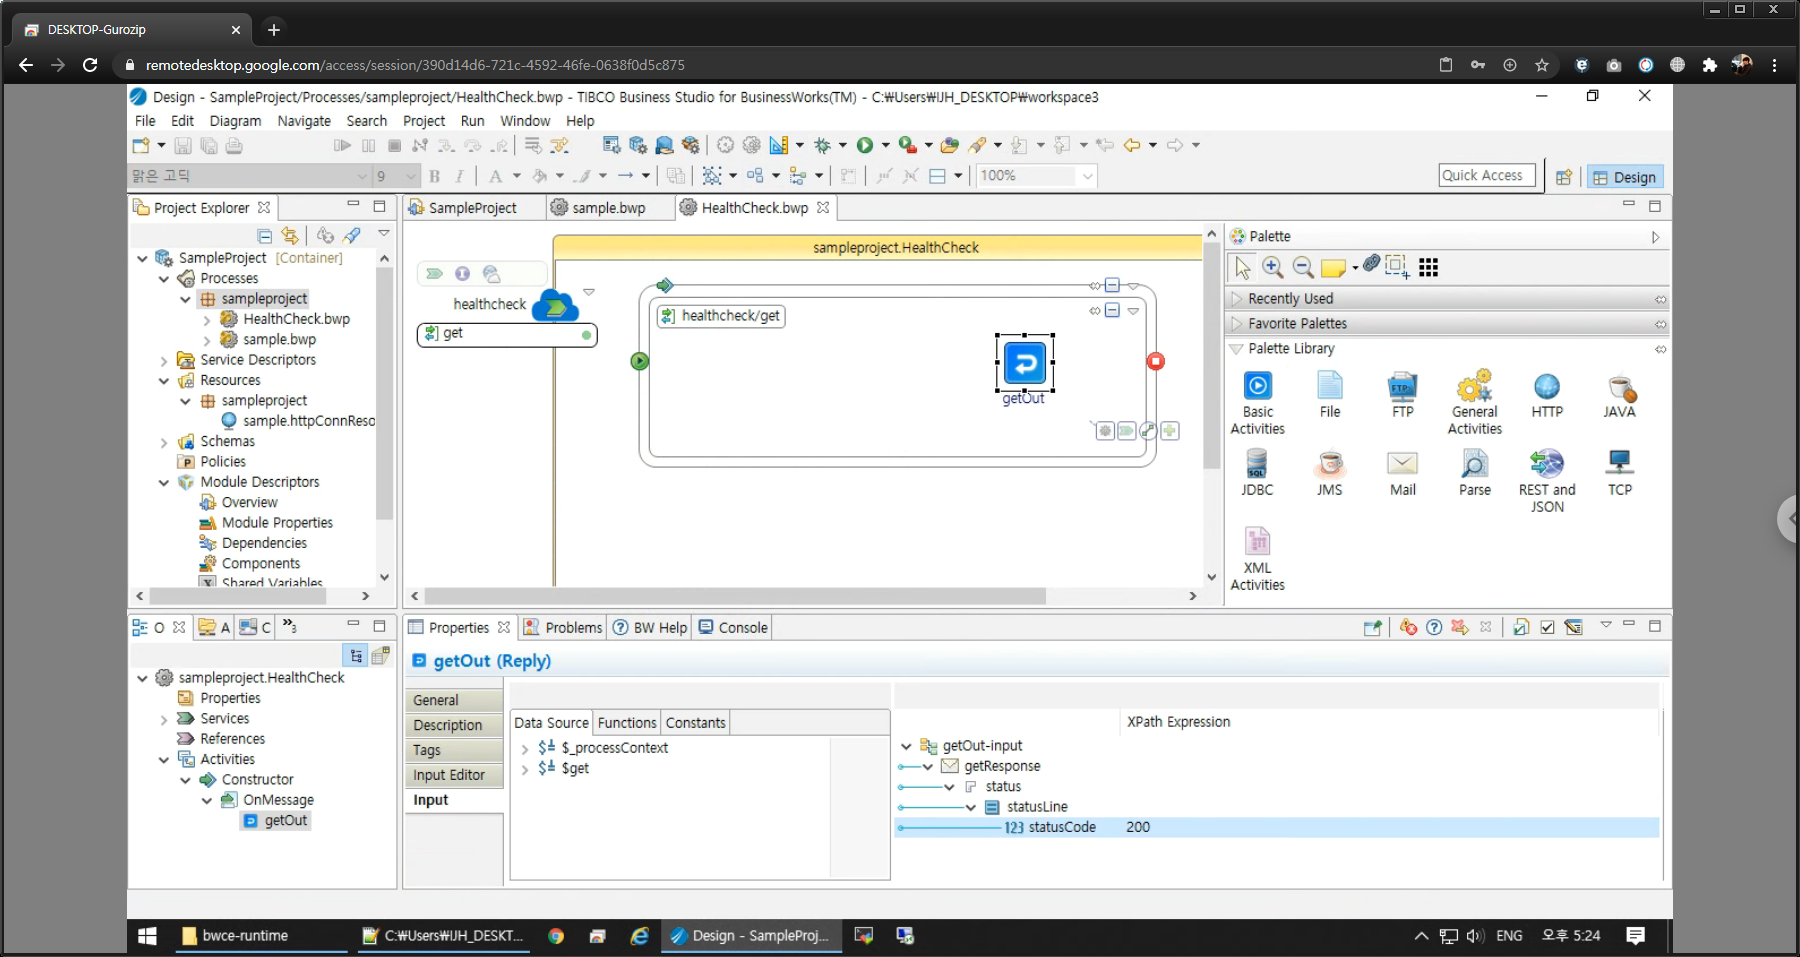 DESKTOP-Gurozip
remotedesktop.google.com/access/session/390d14d6-721c-4592-46fe-0638f0d5c875
Design - SampleProject/Processes/sampleproject/HealthCheck.bwp - TIBCO Business Studio for BusinessWorks(TM) - C:₩Users₩IJH_DESKTOP₩workspace3
File Edit Diagram Navigate Search Project Run Window Help
맑은 고딕 9 B I A 100% Quick Access Design
Project Explorer
SampleProject [Container]
Processes
sampleproject
HealthCheck.bwp
sample.bwp
Service Descriptors
Resources
sampleproject
sample.httpConnReso
Schemas
Policies
Module Descriptors
Overview
Module Properties
Dependencies
Components
Shared Variables
SampleProject sample.bwp HealthCheck.bwp
sampleproject.HealthCheck
healthcheck
get
healthcheck/get
getOut
Palette
Recently Used
Favorite Palettes
Palette Library
Basic Activities
File
FTP
General Activities
HTTP
JAVA
JDBC
JMS
Mail
Parse
REST and JSON
TCP
XML Activities
O A C »3
sampleproject.HealthCheck
Properties
Services
References
Activities
Constructor
OnMessage
getOut
Properties Problems BW Help Console
getOut (Reply)
General
Description
Tags
Input Editor
Input
Data Source Functions Constants
$_processContext
$get
XPath Expression
getOut-input
getResponse
status
statusLine
123 statusCode 200
bwce-runtime C:₩Users₩IJH_DESKT... Design - SampleProj... ENG 오후 5:24